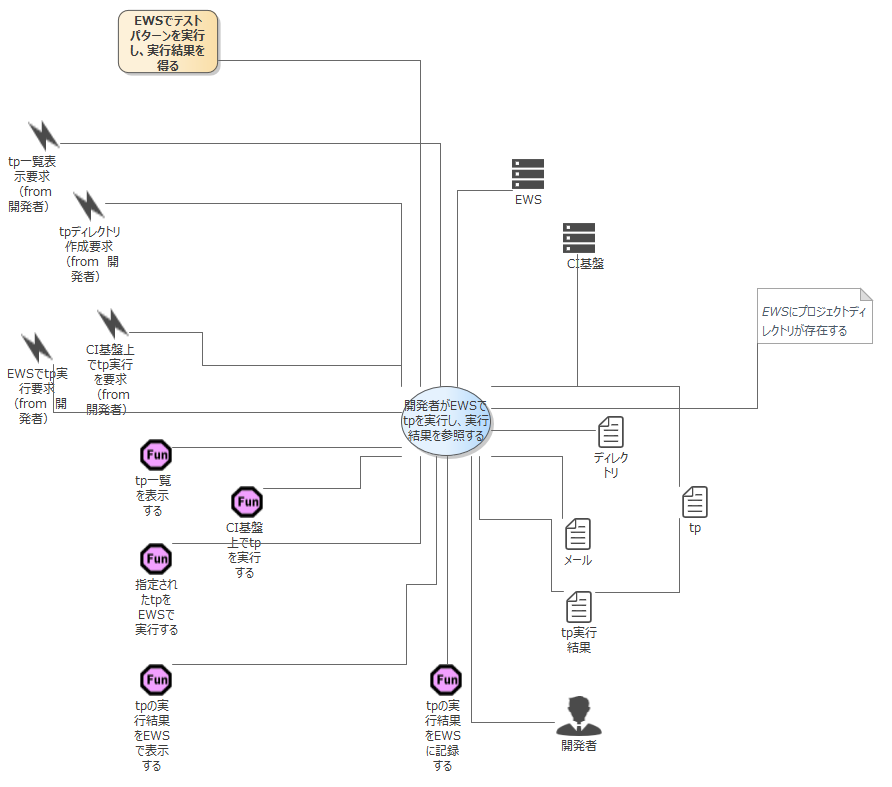 EWSでテスト
パターンを実行
し、実行結果を
得る
tp一覧表
示要求
（from
開発者）
tpディレクトリ
作成要求
（from 開
発者）
EWS
CI基盤
EWSにプロジェクトディ
レクトリが存在する
CI基盤上
でtp実行
を要求
（from
開発者）
EWSでtp実
行要求
（from 開
発者）
開発者がEWSで
tpを実行し、実行
結果を参照する
Fun
tp一覧
を表示
する
Fun
CI基盤
上でtp
を実行
する
ディレク
トリ
tp
メール
Fun
指定され
たtpを
EWSで
実行する
tp実行
結果
Fun
tpの実
行結果
をEWS
で表示
する
Fun
tpの実
行結果
をEWS
に記録
する
開発者